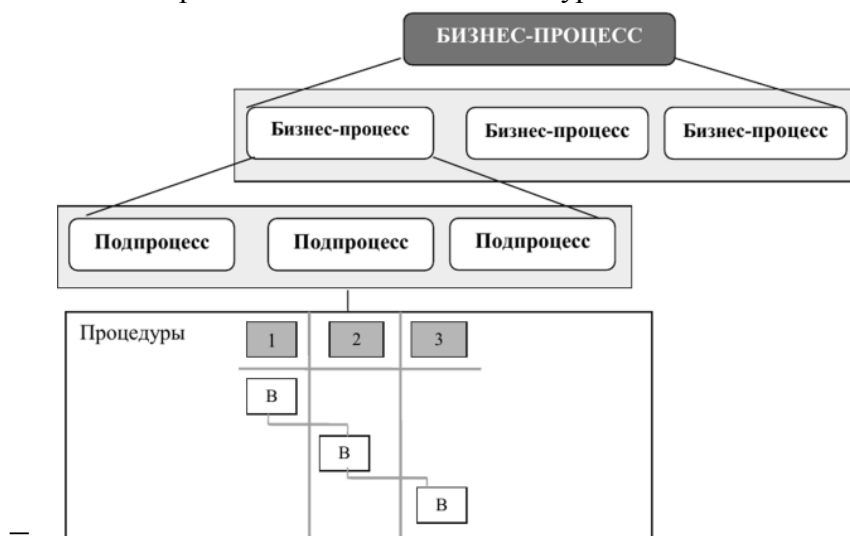 БИЗНЕС-ПРОЦЕСС
Бизнес-процесс Бизнес-процесс Бизнес-процесс
Подпроцесс Подпроцесс Подпроцесс
Процедуры 1 2 3
В
В
В
–